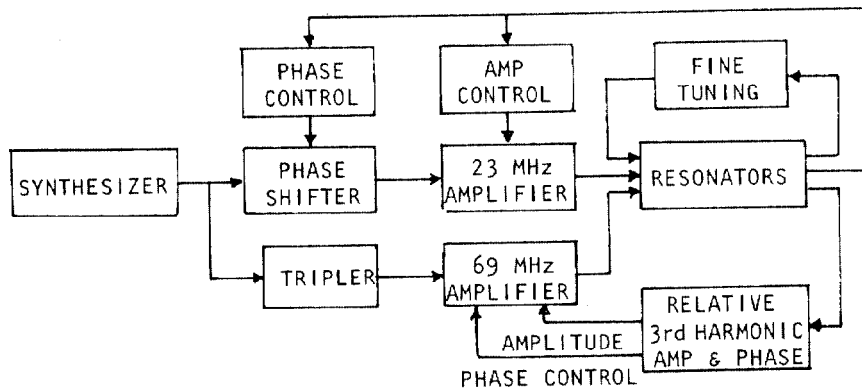 PHASE
CONTROL
AMP
CONTROL
FINE
TUNING
SYNTHESIZER
PHASE
SHIFTER
23 MHz
AMPLIFIER
RESONATORS
TRIPLER
69 MHz
AMPLIFIER
RELATIVE
3rd HARMONIC
AMP & PHASE
AMPLITUDE
PHASE CONTROL